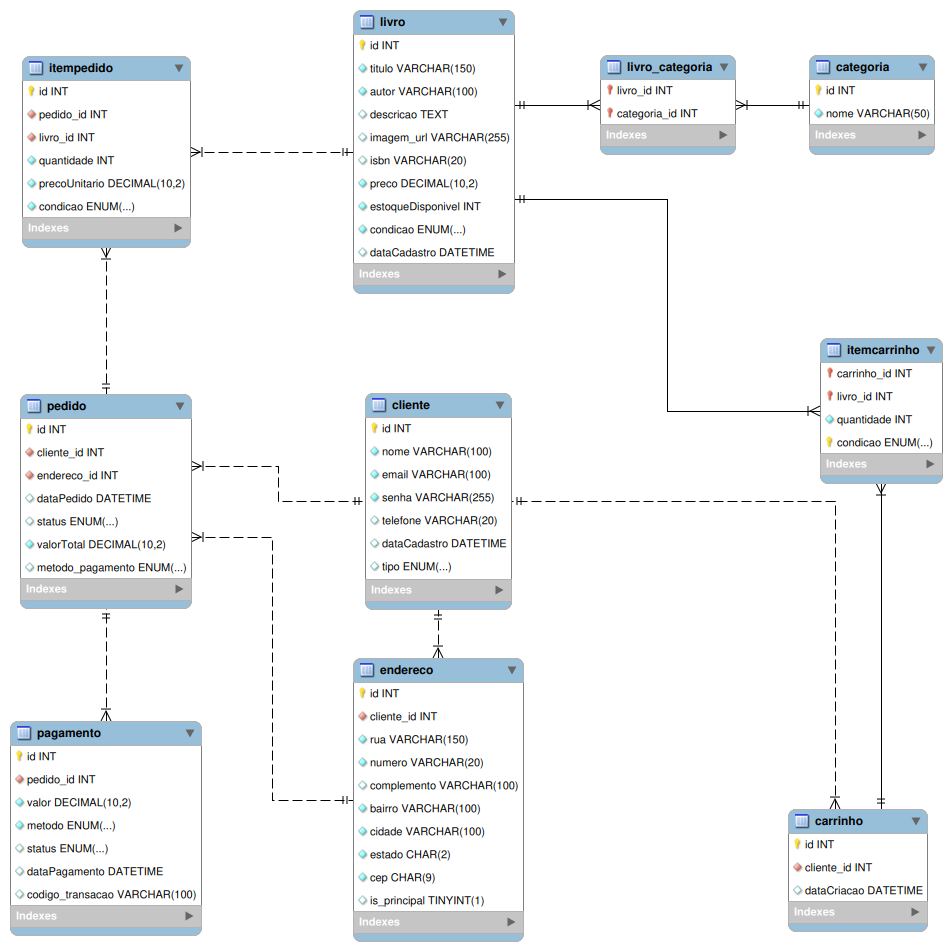 livro
id INT
titulo VARCHAR(150)
autor VARCHAR(100)
descricao TEXT
imagem_url VARCHAR(255)
isbn VARCHAR(20)
preco DECIMAL(10,2)
estoqueDisponivel INT
condicao ENUM(...)
dataCadastro DATETIME
Indexes
itempedido
id INT
pedido_id INT
livro_id INT
quantidade INT
precoUnitario DECIMAL(10,2)
condicao ENUM(...)
Indexes
livro_categoria
livro_id INT
categoria_id INT
Indexes
categoria
id INT
nome VARCHAR(50)
Indexes
itemcarrinho
carrinho_id INT
livro_id INT
quantidade INT
condicao ENUM(...)
Indexes
pedido
id INT
cliente_id INT
endereco_id INT
dataPedido DATETIME
status ENUM(...)
valorTotal DECIMAL(10,2)
metodo_pagamento ENUM(...)
Indexes
cliente
id INT
nome VARCHAR(100)
email VARCHAR(100)
senha VARCHAR(255)
telefone VARCHAR(20)
dataCadastro DATETIME
tipo ENUM(...)
Indexes
endereco
id INT
cliente_id INT
rua VARCHAR(150)
numero VARCHAR(20)
complemento VARCHAR(100)
bairro VARCHAR(100)
cidade VARCHAR(100)
estado CHAR(2)
cep CHAR(9)
is_principal TINYINT(1)
Indexes
pagamento
id INT
pedido_id INT
valor DECIMAL(10,2)
metodo ENUM(...)
status ENUM(...)
dataPagamento DATETIME
codigo_transacao VARCHAR(100)
Indexes
carrinho
id INT
cliente_id INT
dataCriacao DATETIME
Indexes